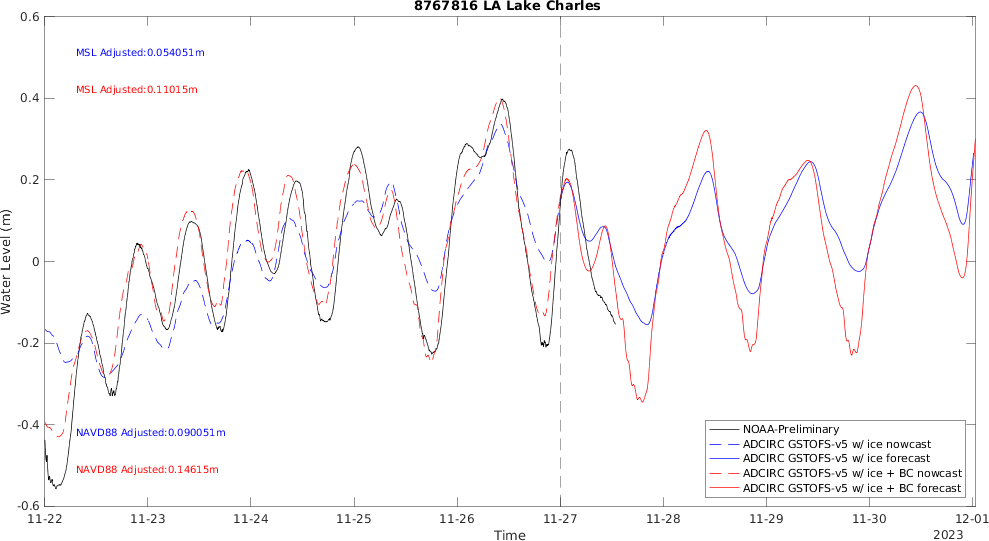 8767816 LA Lake Charles
MSL Adjusted:0.054051m
MSL Adjusted:0.11015m
NAVD88 Adjusted:0.090051m
NAVD88 Adjusted:0.14615m
Water Level (m)
0.6
0.4
0.2
0
-0.2
-0.4
-0.6
NOAA-Preliminary
ADCIRC GSTOFS-v5 w/ ice nowcast
ADCIRC GSTOFS-v5 w/ ice forecast
ADCIRC GSTOFS-v5 w/ ice + BC nowcast
ADCIRC GSTOFS-v5 w/ ice + BC forecast
11-22 11-23 11-24 11-25 11-26 11-27 11-28 11-29 11-30 12-01
Time
2023